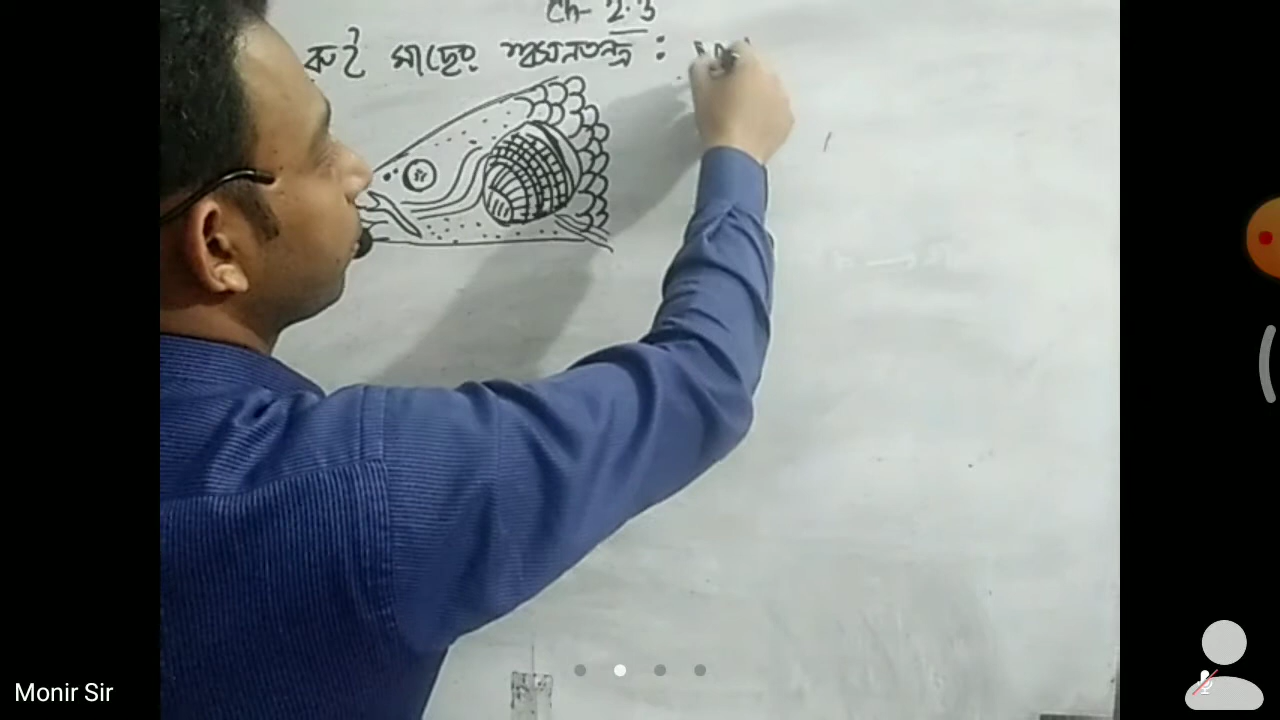 Ch- 2.3
রুই মাছের শ্বসনতন্ত্র :
Monir Sir